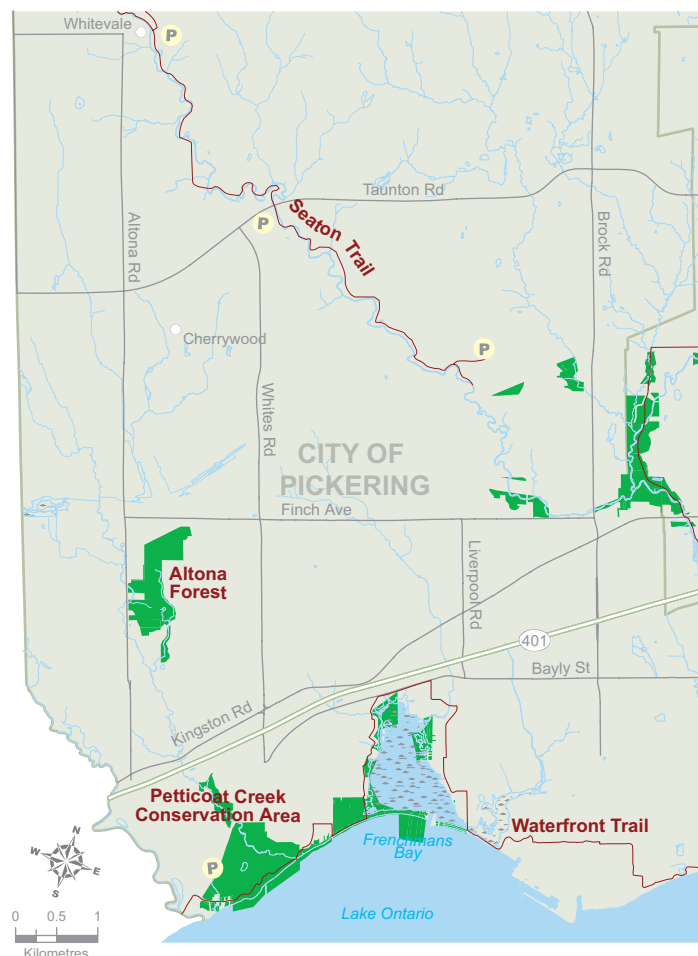 Whitevale
P
Taunton Rd
P
Seaton Trail
Altona Rd
Brock Rd
Cherrywood
P
Whites Rd
CITY OF
PICKERING
Finch Ave
Altona
Forest
Liverpool Rd
401
Bayly St
Kingston Rd
Petticoat Creek
Conservation Area
Waterfront Trail
Frenchmans
Bay
P
N
W
E
S
Lake Ontario
0 0.5 1
Kilometres